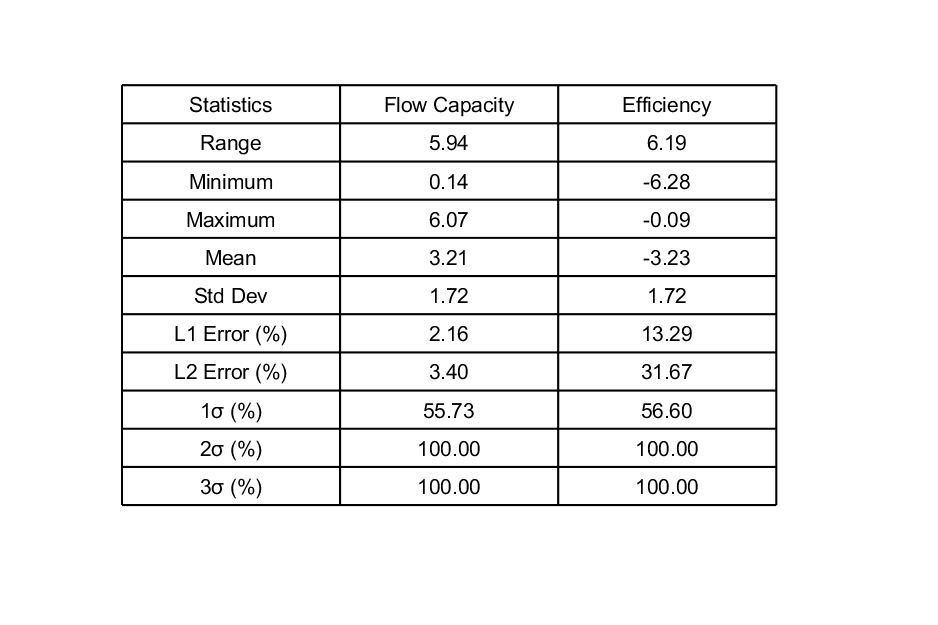 Statistics Flow Capacity Efficiency
Range 5.94 6.19
Minimum 0.14 -6.28
Maximum 6.07 -0.09
Mean 3.21 -3.23
Std Dev 1.72 1.72
L1 Error (%) 2.16 13.29
L2 Error (%) 3.40 31.67
1σ (%) 55.73 56.60
2σ (%) 100.00 100.00
3σ (%) 100.00 100.00